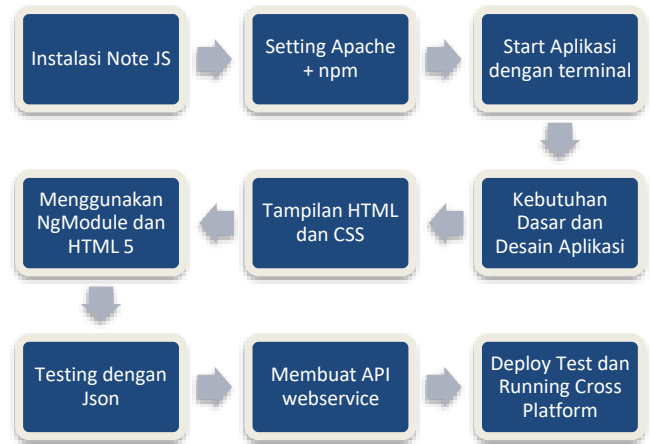 Instalasi Note JS
Setting Apache
+ npm
Start Aplikasi
dengan terminal
Kebutuhan
Dasar dan
Desain Aplikasi
Tampilan HTML
dan CSS
Menggunakan
NgModule dan
HTML 5
Testing dengan
Json
Membuat API
webservice
Deploy Test dan
Running Cross
Platform